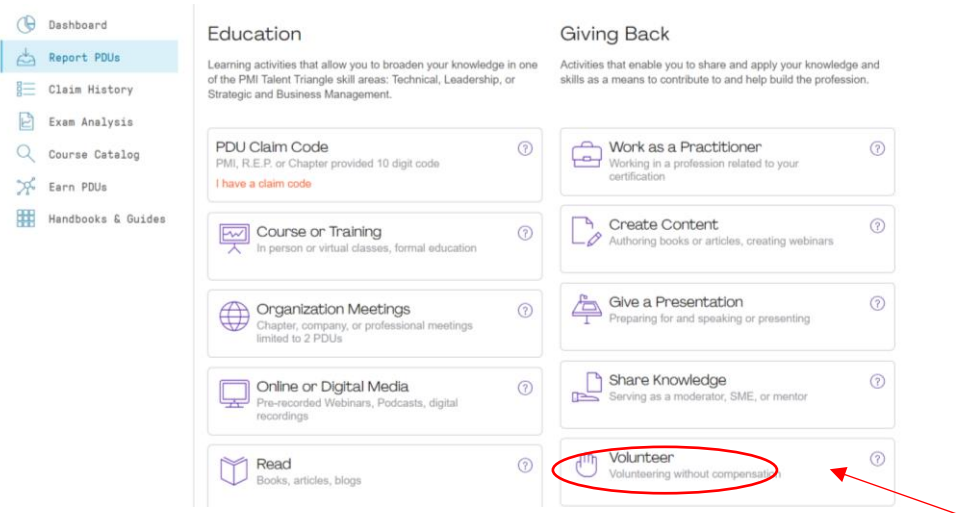 Dashboard
Report PDUs
Claim History
Exam Analysis
Course Catalog
Earn PDUs
Handbooks & Guides
Education
Learning activities that allow you to broaden your knowledge in one
of the PMI Talent Triangle skill areas: Technical, Leadership, or
Strategic and Business Management.
PDU Claim Code
PMI, R.E.P. or Chapter provided 10 digit code
I have a claim code
Course or Training
In person or virtual classes, formal education
Organization Meetings
Chapter, company, or professional meetings
limited to 2 PDUs
Online or Digital Media
Pre-recorded Webinars, Podcasts, digital
recordings
Read
Books, articles, blogs
Giving Back
Activities that enable you to share and apply your knowledge and
skills as a means to contribute to and help build the profession.
Work as a Practitioner
Working in a profession related to your
certification
Create Content
Authoring books or articles, creating webinars
Give a Presentation
Preparing for and speaking or presenting
Share Knowledge
Serving as a moderator, SME, or mentor
Volunteer
Volunteering without compensation